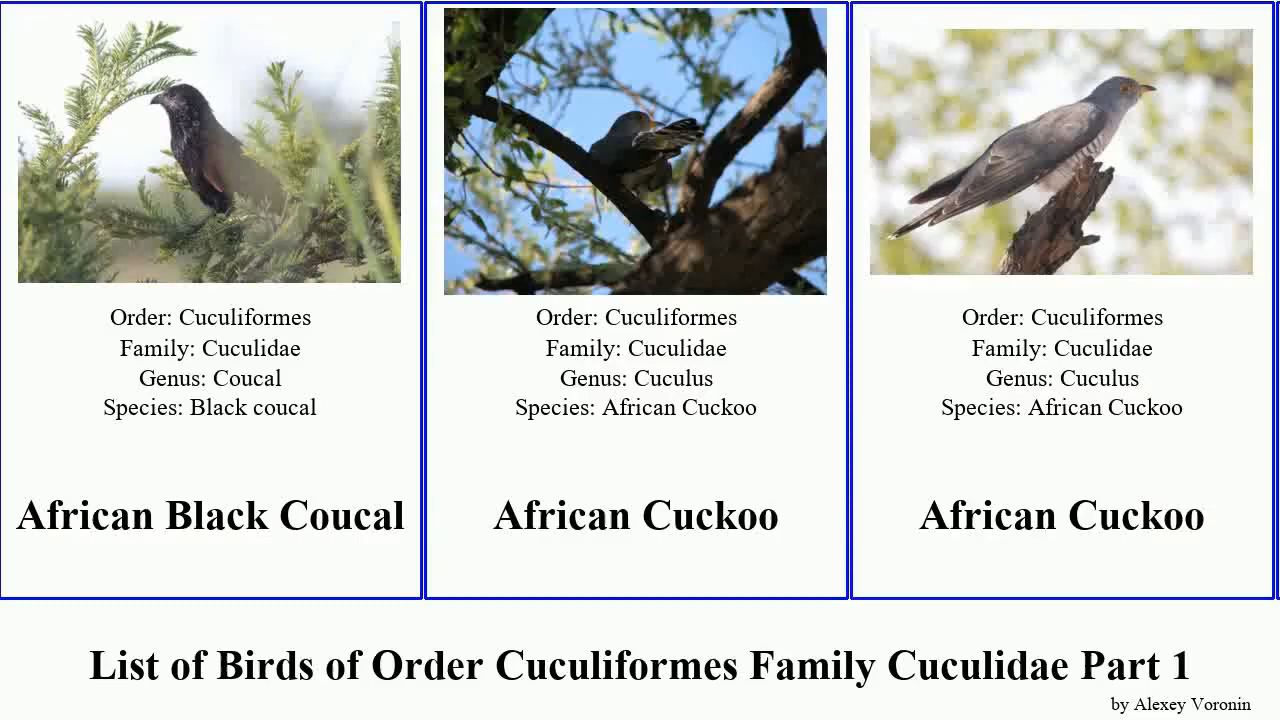 Order: Cuculiformes
Family: Cuculidae
Genus: Coucal
Species: Black coucal
African Black Coucal
Order: Cuculiformes
Family: Cuculidae
Genus: Cuculus
Species: African Cuckoo
African Cuckoo
Order: Cuculiformes
Family: Cuculidae
Genus: Cuculus
Species: African Cuckoo
African Cuckoo
List of Birds of Order Cuculiformes Family Cuculidae Part 1
by Alexey Voronin